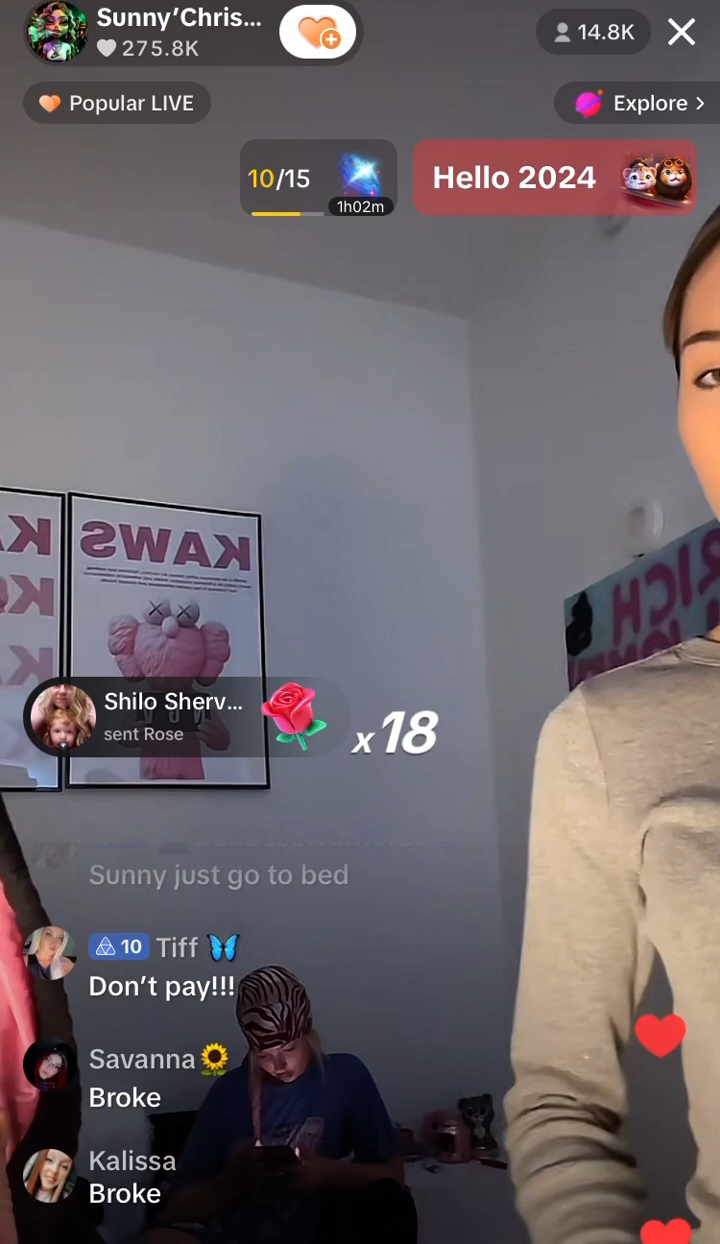 Sunny’Chris...
275.8K
14.8K
Popular LIVE
Explore >
10/15
1h02m
Hello 2024
KAWS
RICH
Shilo Sherv...
sent Rose
x18
Sunny just go to bed
10 Tiff 🦋
Don’t pay!!!
Savanna🌻
Broke
Kalissa
Broke